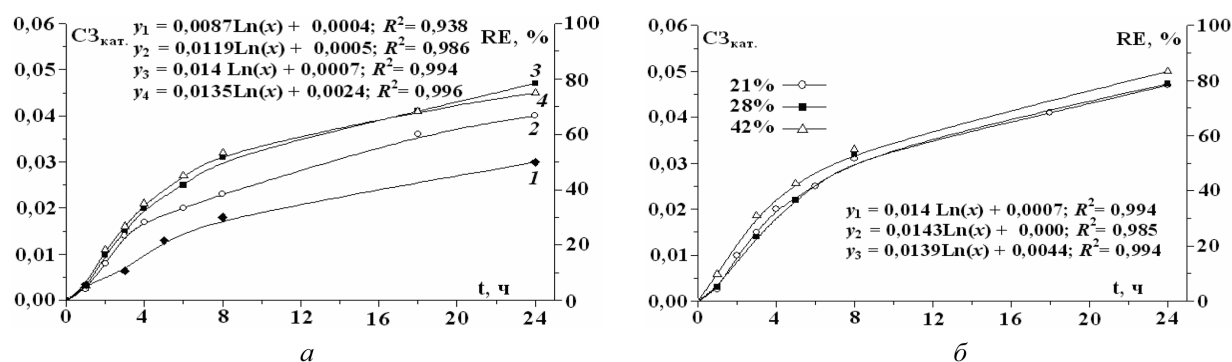 0,06
0,05
0,04
0,03
0,02
0,01
0,00
СЗкат.
y1 = 0,0087Ln(x) + 0,0004; R2= 0,938
y2 = 0,0119Ln(x) + 0,0005; R2= 0,986
y3 = 0,014 Ln(x) + 0,0007; R2= 0,994
y4 = 0,0135Ln(x) + 0,0024; R2= 0,996
RE, %
100
80
60
40
20
0
3
4
2
1
t, ч
0 4 8 12 16 20 24
а
0,06
0,05
0,04
0,03
0,02
0,01
0,00
СЗкат.
21%
28%
42%
RE, %
100
80
60
40
20
0
y1 = 0,014 Ln(x) + 0,0007; R2= 0,994
y2 = 0,0143Ln(x) + 0,000; R2= 0,985
y3 = 0,0139Ln(x) + 0,0044; R2= 0,994
t, ч
0 4 8 12 16 20 24
б